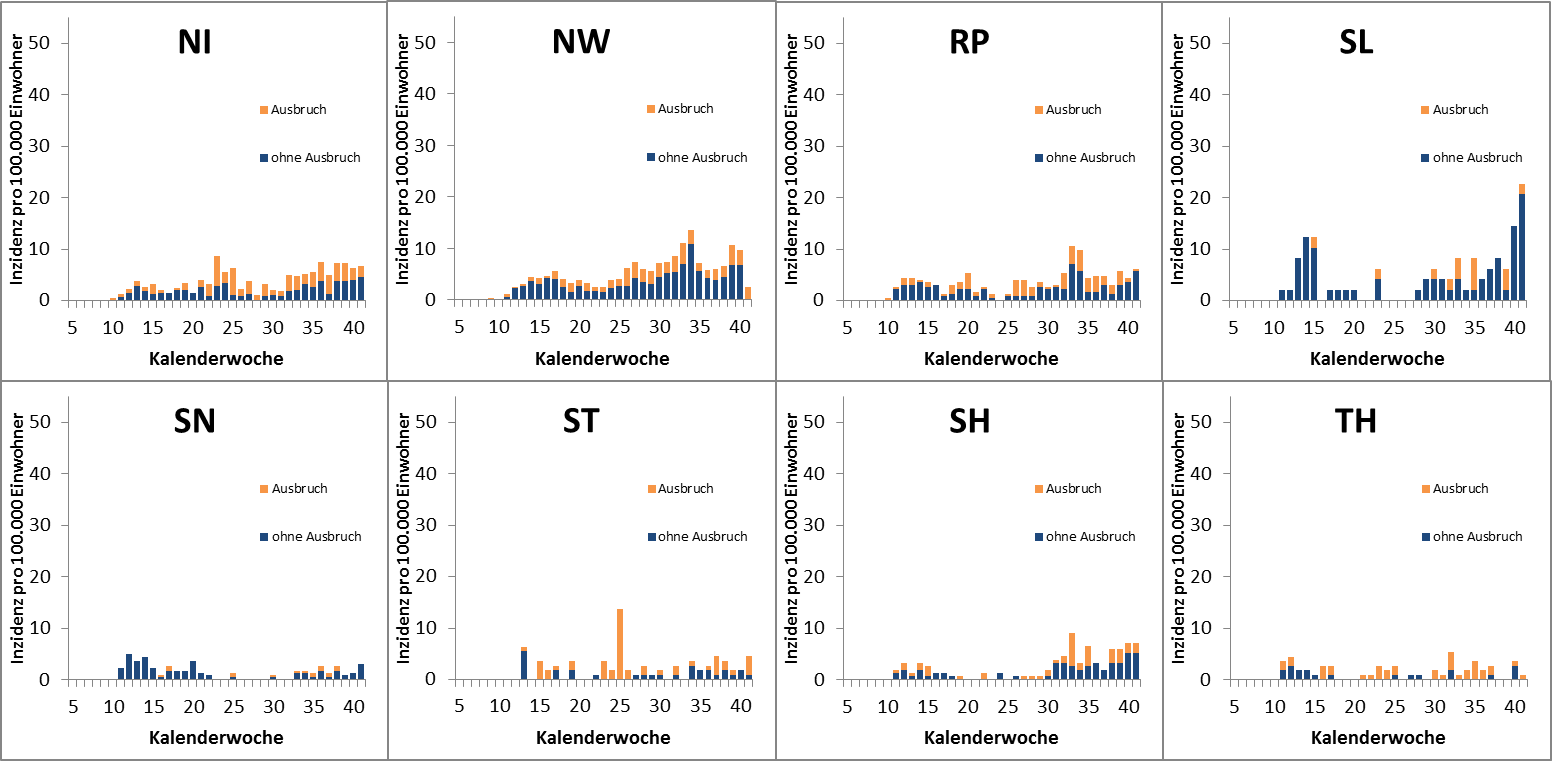 NI
Inzidenz pro 100.000 Einwohner
50
40
30
20
10
0
Ausbruch
ohne Ausbruch
5 10 15 20 25 30 35 40
Kalenderwoche
NW
Inzidenz pro 100.000 Einwohner
50
40
30
20
10
0
Ausbruch
ohne Ausbruch
5 10 15 20 25 30 35 40
Kalenderwoche
RP
Inzidenz pro 100.000 Einwohner
50
40
30
20
10
0
Ausbruch
ohne Ausbruch
5 10 15 20 25 30 35 40
Kalenderwoche
SL
Inzidenz pro 100.000 Einwohner
50
40
30
20
10
0
Ausbruch
ohne Ausbruch
5 10 15 20 25 30 35 40
Kalenderwoche
SN
Inzidenz pro 100.000 Einwohner
50
40
30
20
10
0
Ausbruch
ohne Ausbruch
5 10 15 20 25 30 35 40
Kalenderwoche
ST
Inzidenz pro 100.000 Einwohner
50
40
30
20
10
0
Ausbruch
ohne Ausbruch
5 10 15 20 25 30 35 40
Kalenderwoche
SH
Inzidenz pro 100.000 Einwohner
50
40
30
20
10
0
Ausbruch
ohne Ausbruch
5 10 15 20 25 30 35 40
Kalenderwoche
TH
Inzidenz pro 100.000 Einwohner
50
40
30
20
10
0
Ausbruch
ohne Ausbruch
5 10 15 20 25 30 35 40
Kalenderwoche